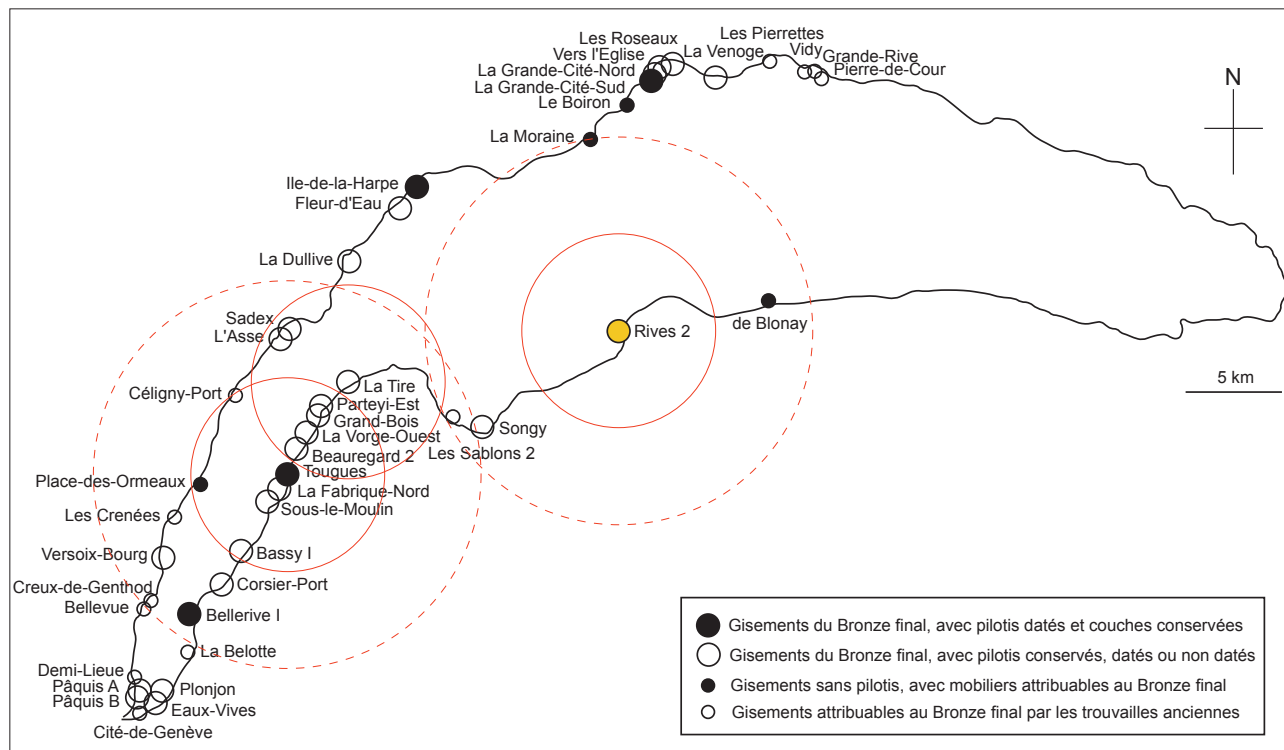 Les Roseaux
Vers l'Eglise
La Grande-Cité-Nord
La Grande-Cité-Sud
Le Boiron
La Moraine
La Venoge
Les Pierrettes
Vidy
Grande-Rive
Pierre-de-Cour
N
Ile-de-la-Harpe
Fleur-d'Eau
La Dullive
Sadex
L'Asse
Céligny-Port
Rives 2
de Blonay
5 km
La Tire
Parteyi-Est
Grand-Bois
La Vorge-Ouest
Beauregard 2
Tougues
La Fabrique-Nord
Sous-le-Moulin
Songy
Les Sablons 2
Place-des-Ormeaux
Les Crenées
Versoix-Bourg
Creux-de-Genthod
Bellevue
Bassy I
Corsier-Port
Bellerive I
La Belotte
Demi-Lieue
Pâquis A
Pâquis B
Plonjon
Eaux-Vives
Cité-de-Genève
Gisements du Bronze final, avec pilotis datés et couches conservées
Gisements du Bronze final, avec pilotis conservés, datés ou non datés
Gisements sans pilotis, avec mobiliers attribuables au Bronze final
Gisements attribuables au Bronze final par les trouvailles anciennes